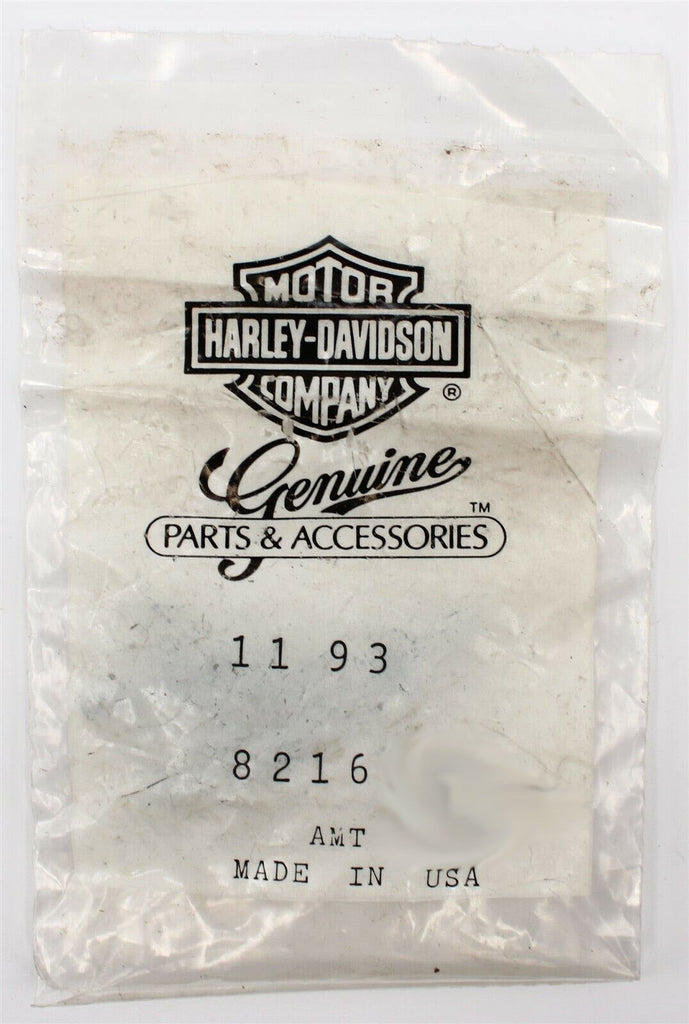 MOTOR
HARLEY-DAVIDSON
COMPANY
®
Genuine
TM
PARTS & ACCESSORIES
11 93
8216
AMT
MADE IN USA